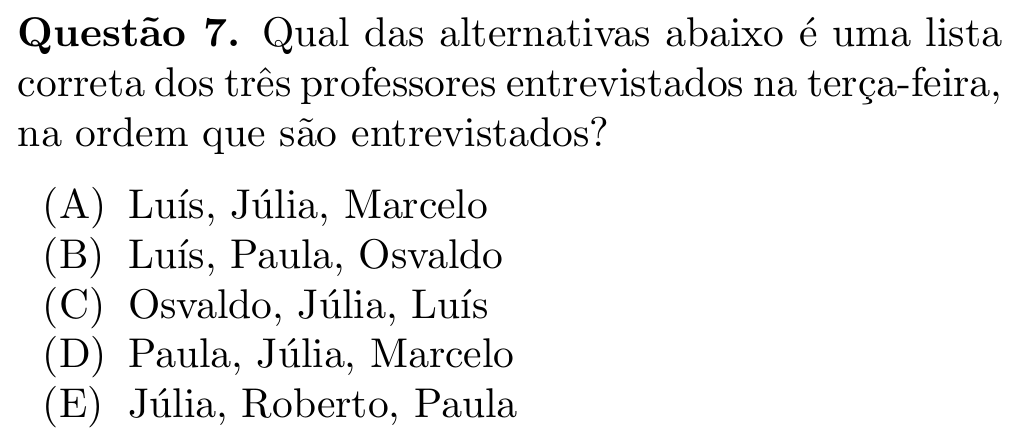 Questão 7. Qual das alternativas abaixo é uma lista
correta dos três professores entrevistados na terça-feira,
na ordem que são entrevistados?
(A) Luís, Júlia, Marcelo
(B) Luís, Paula, Osvaldo
(C) Osvaldo, Júlia, Luís
(D) Paula, Júlia, Marcelo
(E) Júlia, Roberto, Paula